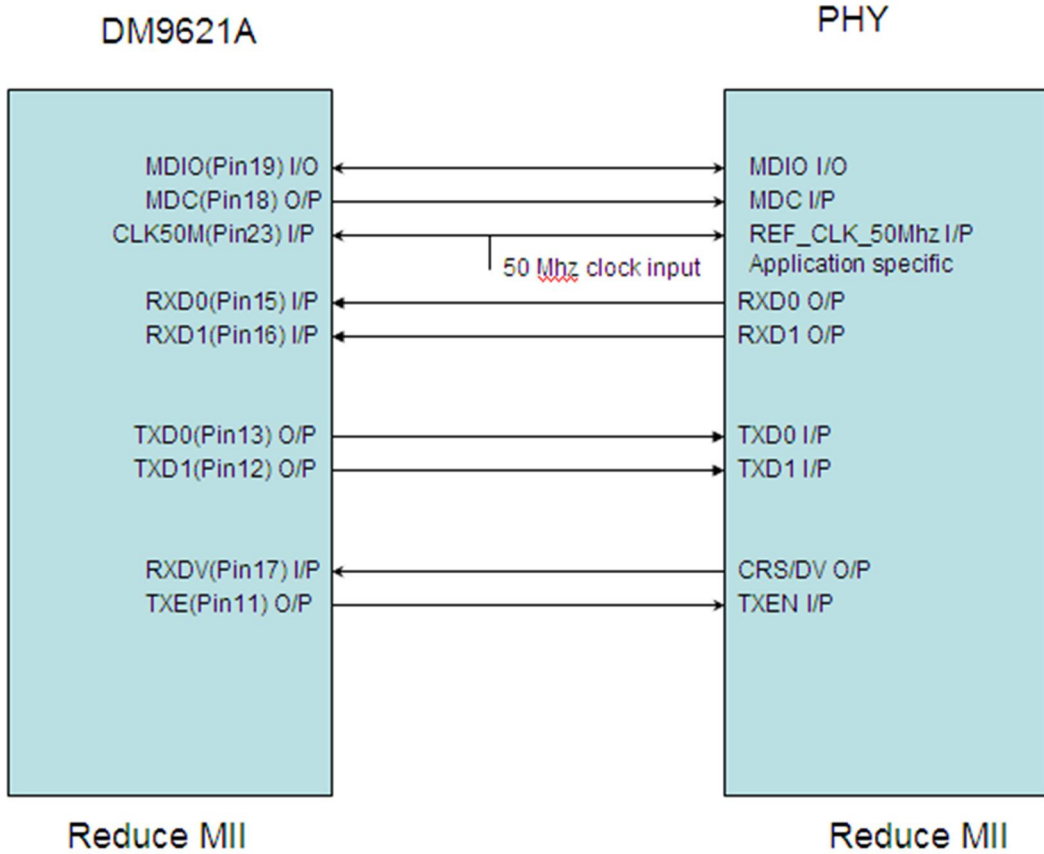 DM9621A
PHY
MDIO(Pin19) I/O
MDIO I/O
MDC(Pin18) O/P
MDC I/P
CLK50M(Pin23) I/P
REF_CLK_50Mhz I/P
50 Mhz clock input
Application specific
RXD0(Pin15) I/P
RXD0 O/P
RXD1(Pin16) I/P
RXD1 O/P
TXD0(Pin13) O/P
TXD0 I/P
TXD1(Pin12) O/P
TXD1 I/P
RXDV(Pin17) I/P
CRS/DV O/P
TXE(Pin11) O/P
TXEN I/P
Reduce MII
Reduce MII